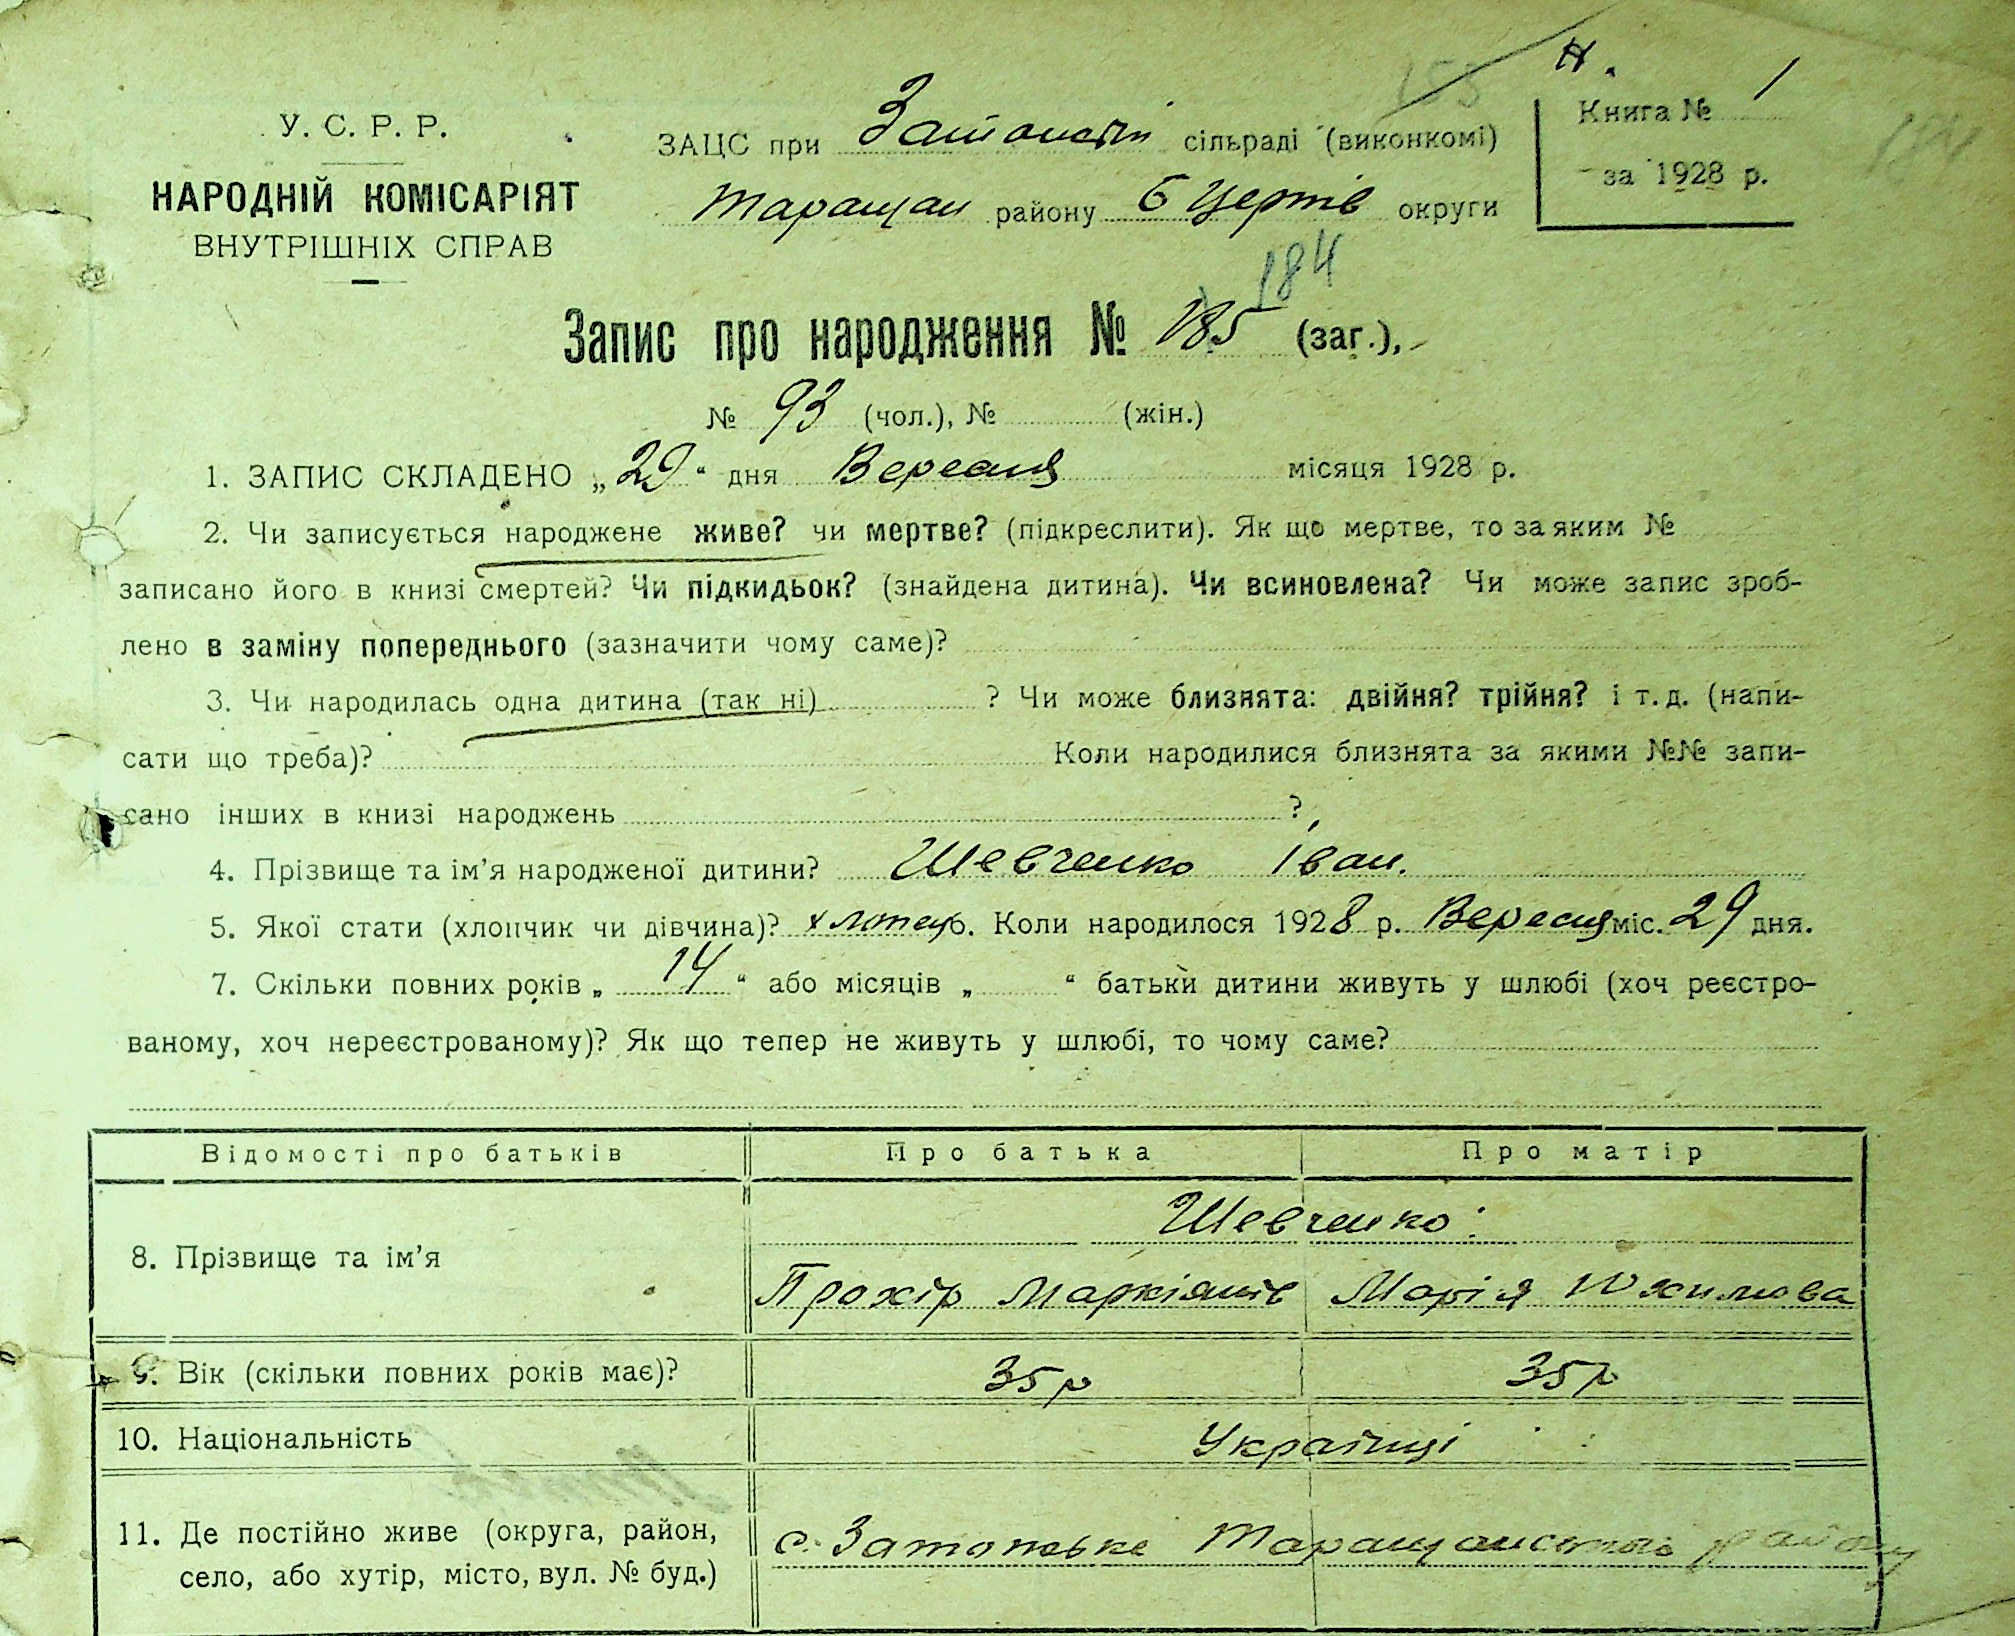 Н. 1
У. С. Р. Р.
ЗАЦС при сільраді (виконкомі)
Книга №
НАРОДНІЙ КОМІСАРІЯТ
Таращан району Б Церків округи
за 1928 р.
ВНУТРІШНІХ СПРАВ
184
Запис про народження № 185 (заг.),
№ 93 (чол.), № (жін.)
1. ЗАПИС СКЛАДЕНО „29“ дня Вересня місяця 1928 р.
2. Чи записується народжене живе? чи мертве? (підкреслити). Як що мертве, то за яким №
записано його в книзі смертей? Чи підкидьок? (знайдена дитина). Чи всиновлена? Чи може запис зроб-
лено в заміну попереднього (зазначити чому саме)?
3. Чи народилась одна дитина (так ні) ? Чи може близнята: двійня? трійня? і т. д. (напи-
сати що треба)? Коли народилися близнята за якими №№ запи-
сано інших в книзі народжень ?
4. Прізвище та ім’я народженої дитини? Шевченко Іван.
5. Якої стати (хлопчик чи дівчина)? 6. Коли народилося 1928 р. Вересня міс. 29 дня.
7. Скільки повних років „ 14 “ або місяців „ “ батьки дитини живуть у шлюбі (хоч реєстро-
ваному, хоч нереєстрованому)? Як що тепер не живуть у шлюбі, то чому саме?
Відомості про батьків Про батька Про матір
Шевченко
8. Прізвище та ім’я
Прохір Маркіянів Марія Юхимова
9. Вік (скільки повних років має)? 35 р 35 р
10. Національність Українці
11. Де постійно живе (округа, район, с. Таращанського району
село, або хутір, місто, вул. № буд.)